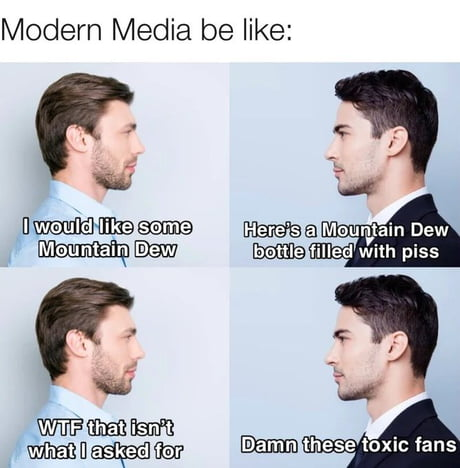 Modern Media be like:
I would like some
Mountain Dew
Here's a Mountain Dew
bottle filled with piss
WTF that isn't
what I asked for
Damn these toxic fans